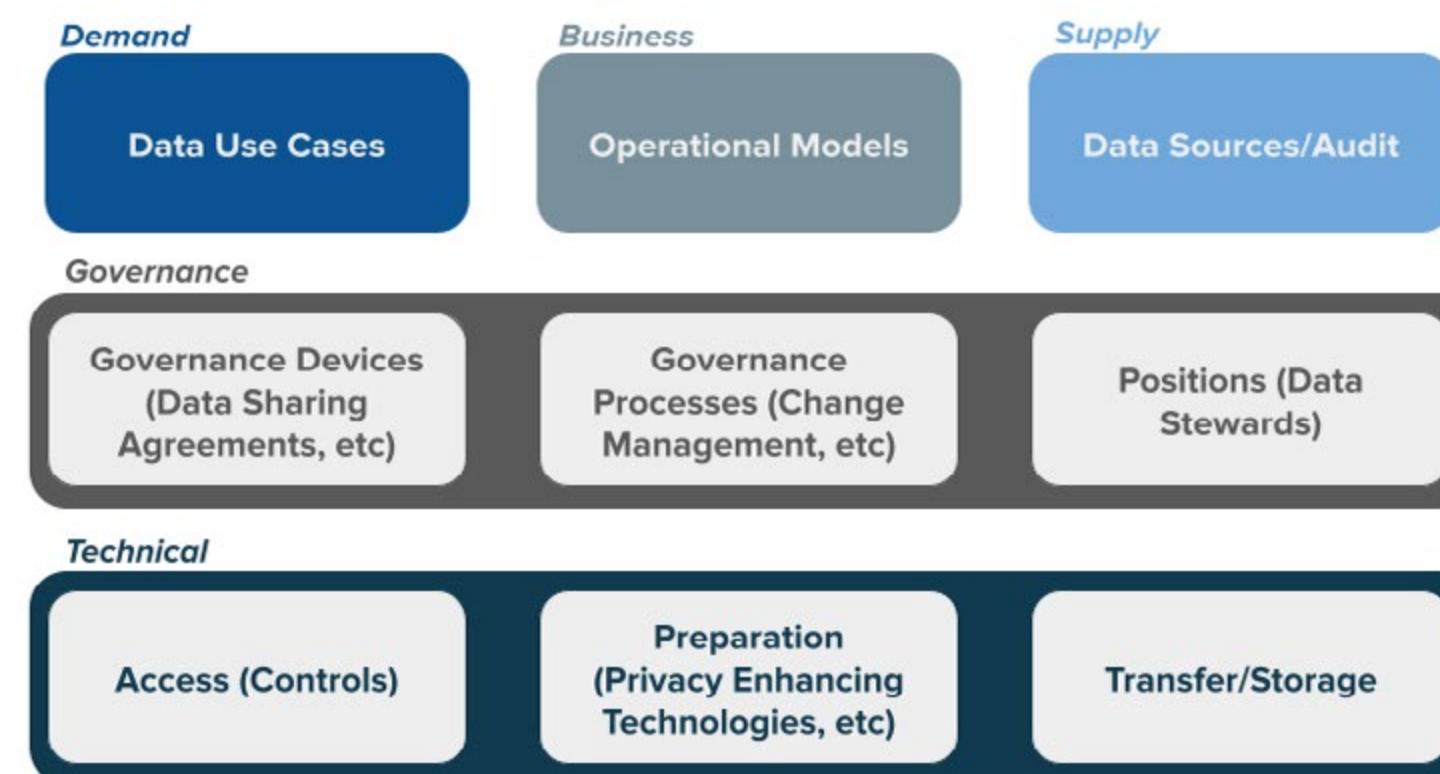 Demand
Business
Supply
Data Use Cases
Operational Models
Data Sources/Audit
Governance
Governance Devices
(Data Sharing
Agreements, etc)
Governance
Processes (Change
Management, etc)
Positions (Data
Stewards)
Technical
Access (Controls)
Preparation
(Privacy Enhancing
Technologies, etc)
Transfer/Storage